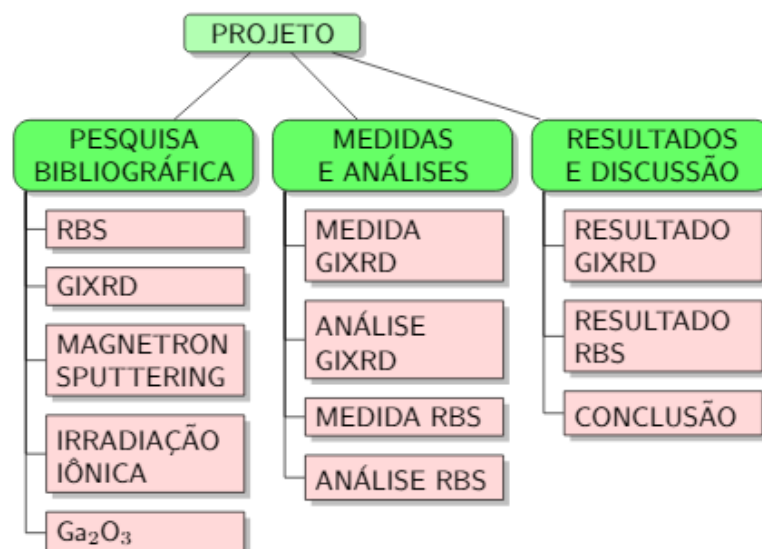 PROJETO
PESQUISA
BIBLIOGRÁFICA
RBS
GIXRD
MAGNETRON
SPUTTERING
IRRADIAÇÃO
IÔNICA
Ga₂O₃
MEDIDAS
E ANÁLISES
MEDIDA
GIXRD
ANÁLISE
GIXRD
MEDIDA RBS
ANÁLISE RBS
RESULTADOS
E DISCUSSÃO
RESULTADO
GIXRD
RESULTADO
RBS
CONCLUSÃO